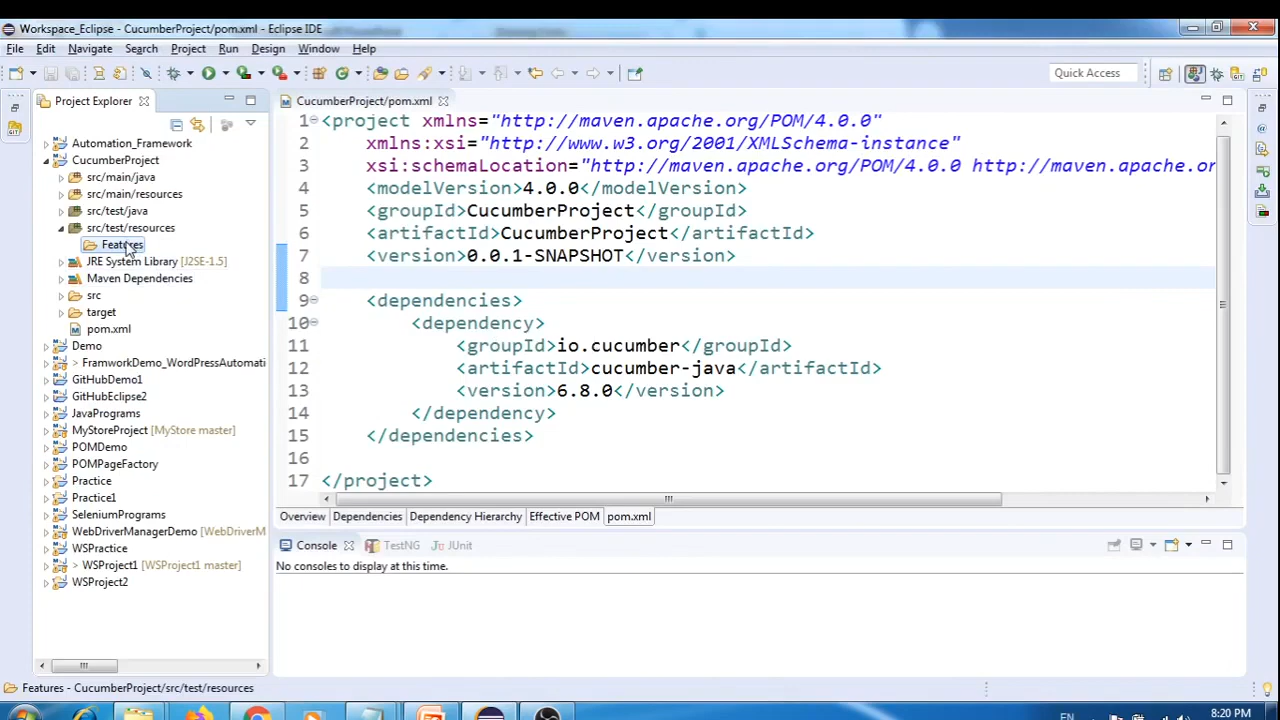 Workspace_Eclipse - CucumberProject/pom.xml - Eclipse IDE
File Edit Navigate Search Project Run Design Window Help
Quick Access
Project Explorer
Automation_Framework
CucumberProject
src/main/java
src/main/resources
src/test/java
src/test/resources
Features
JRE System Library [J2SE-1.5]
Maven Dependencies
src
target
pom.xml
Demo
> FramworkDemo_WordPressAutomati
GitHubDemo1
GitHubEclipse2
JavaPrograms
MyStoreProject [MyStore master]
POMDemo
POMPageFactory
Practice
Practice1
SeleniumPrograms
WebDriverManagerDemo [WebDriverM
WSPractice
> WSProject1 [WSProject1 master]
WSProject2
CucumberProject/pom.xml
1 <project xmlns="http://maven.apache.org/POM/4.0.0"
2 xmlns:xsi="http://www.w3.org/2001/XMLSchema-instance"
3 xsi:schemaLocation="http://maven.apache.org/POM/4.0.0 http://maven.apache.or
4 <modelVersion>4.0.0</modelVersion>
5 <groupId>CucumberProject</groupId>
6 <artifactId>CucumberProject</artifactId>
7 <version>0.0.1-SNAPSHOT</version>
8
9 <dependencies>
10 <dependency>
11 <groupId>io.cucumber</groupId>
12 <artifactId>cucumber-java</artifactId>
13 <version>6.8.0</version>
14 </dependency>
15 </dependencies>
16
17 </project>
Overview Dependencies Dependency Hierarchy Effective POM pom.xml
Console TestNG JUnit
No consoles to display at this time.
Features - CucumberProject/src/test/resources
EN 8:20 PM